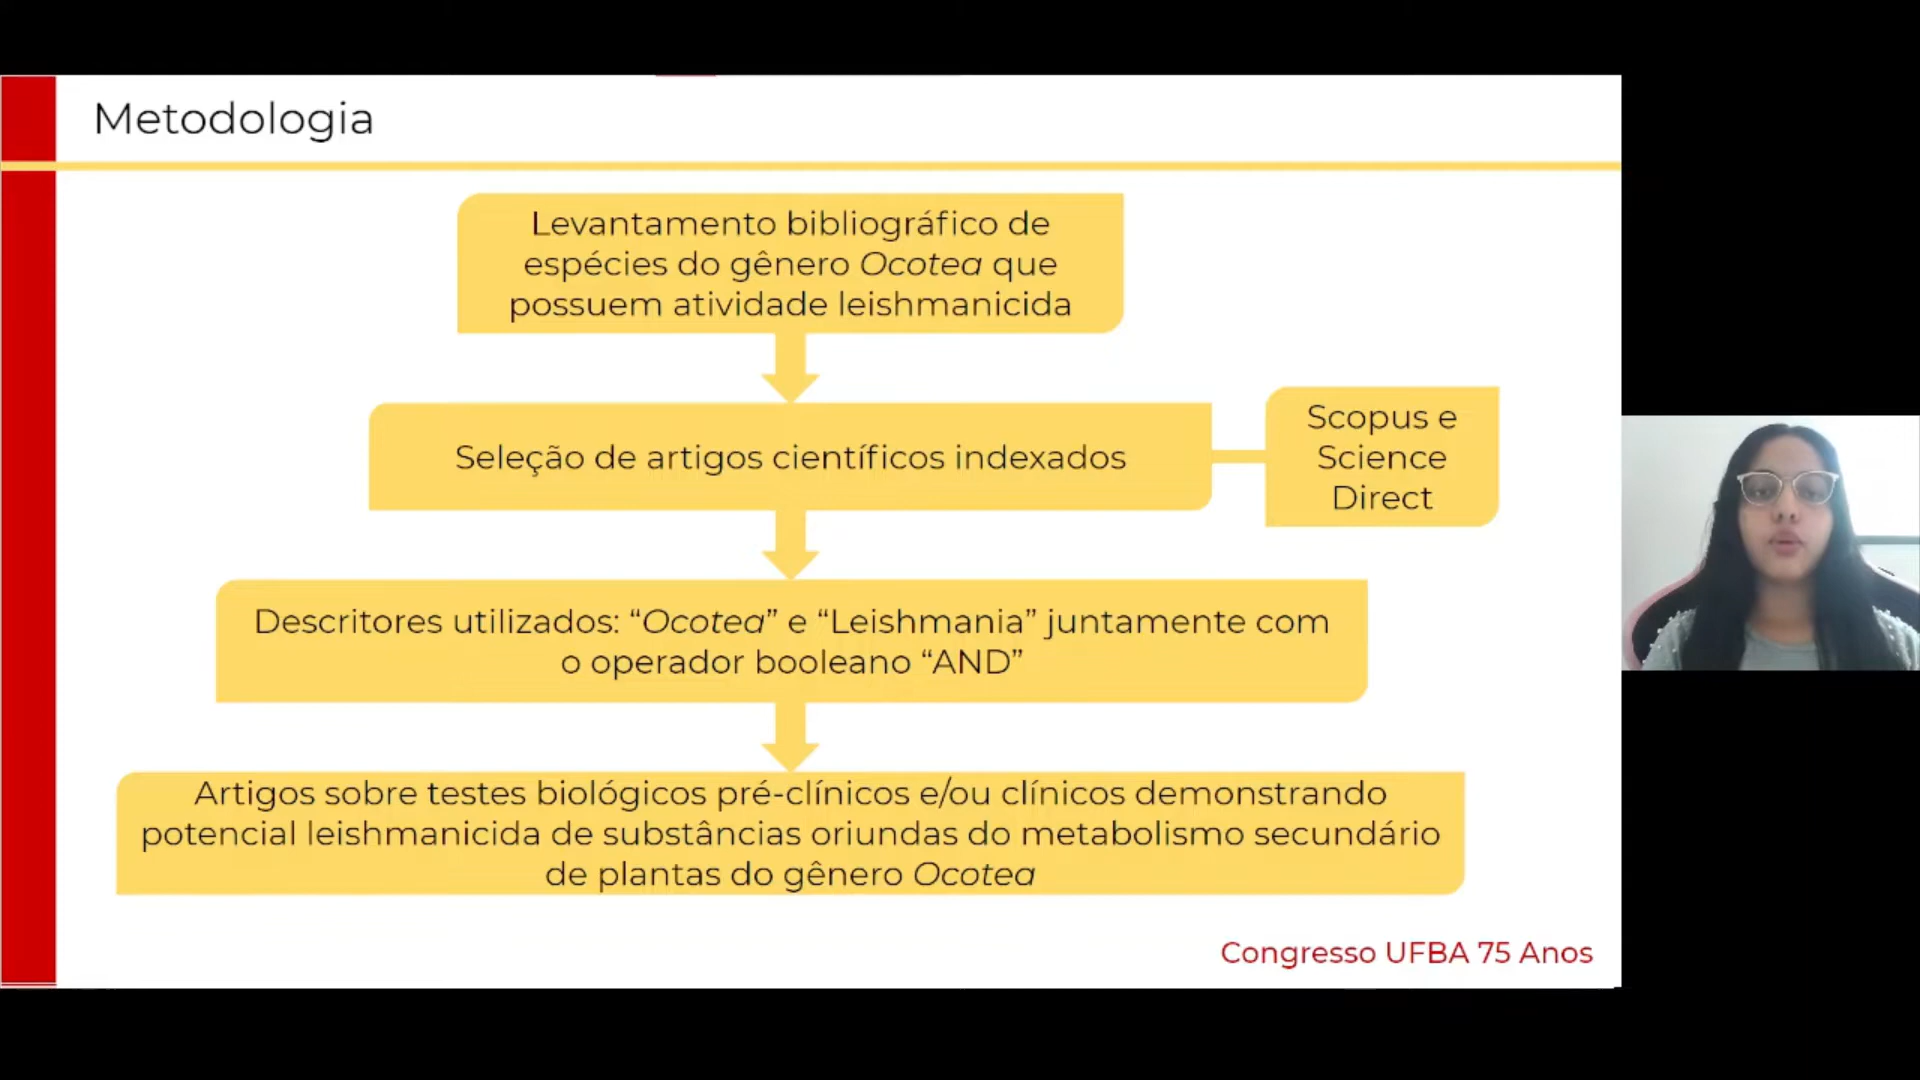 Metodologia
Levantamento bibliográfico de
espécies do gênero Ocotea que
possuem atividade leishmanicida
Seleção de artigos científicos indexados
Scopus e
Science
Direct
Descritores utilizados: “Ocotea” e “Leishmania” juntamente com
o operador booleano “AND”
Artigos sobre testes biológicos pré-clínicos e/ou clínicos demonstrando
potencial leishmanicida de substâncias oriundas do metabolismo secundário
de plantas do gênero Ocotea
Congresso UFBA 75 Anos